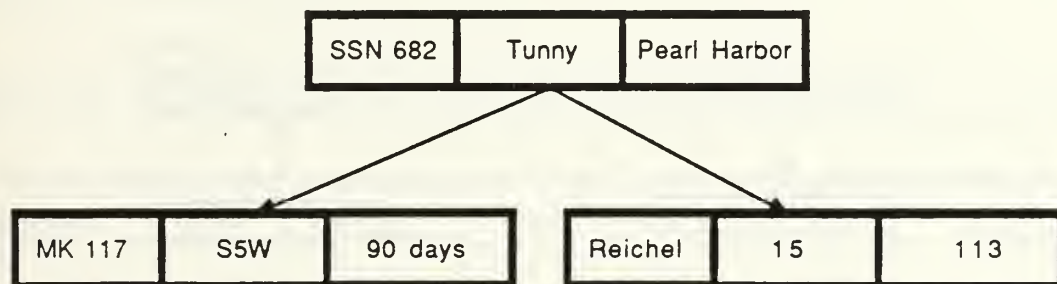 SSN 682 Tunny Pearl Harbor
MK 117 S5W 90 days Reichel 15 113